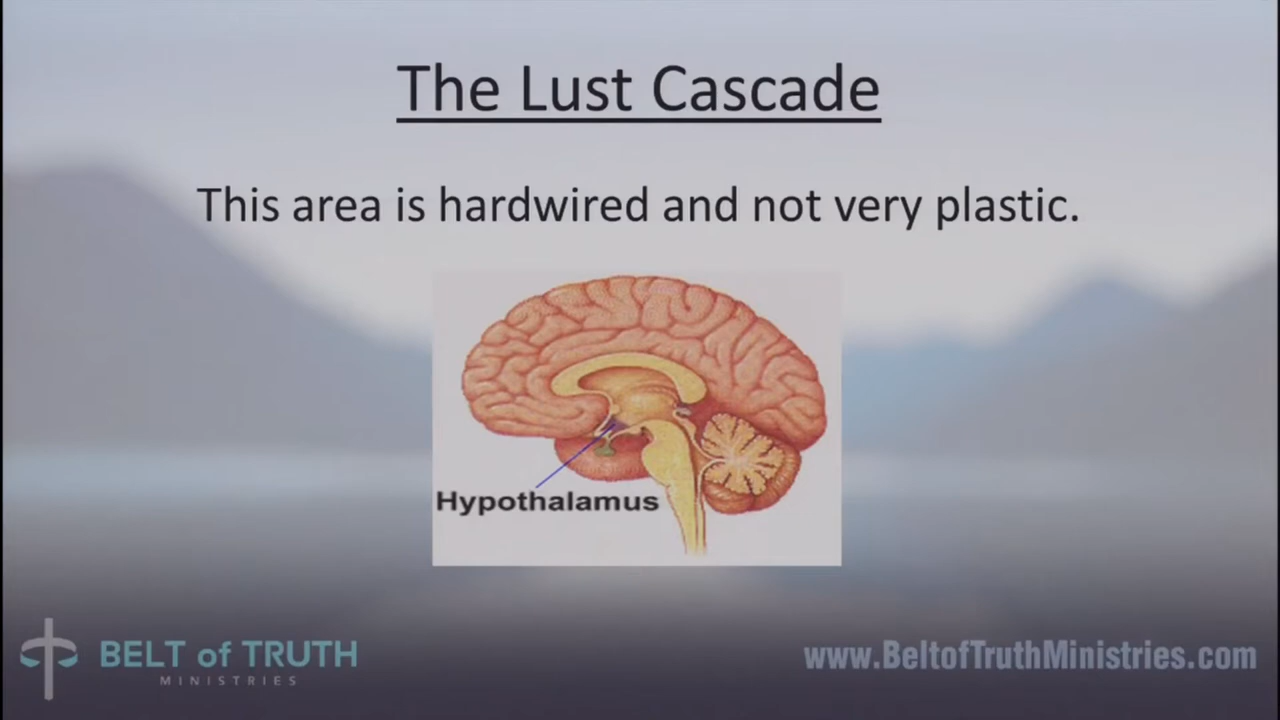 The Lust Cascade
This area is hardwired and not very plastic.
Hypothalamus
BELT of TRUTH
MINISTRIES
www.BeltofTruthMinistries.com